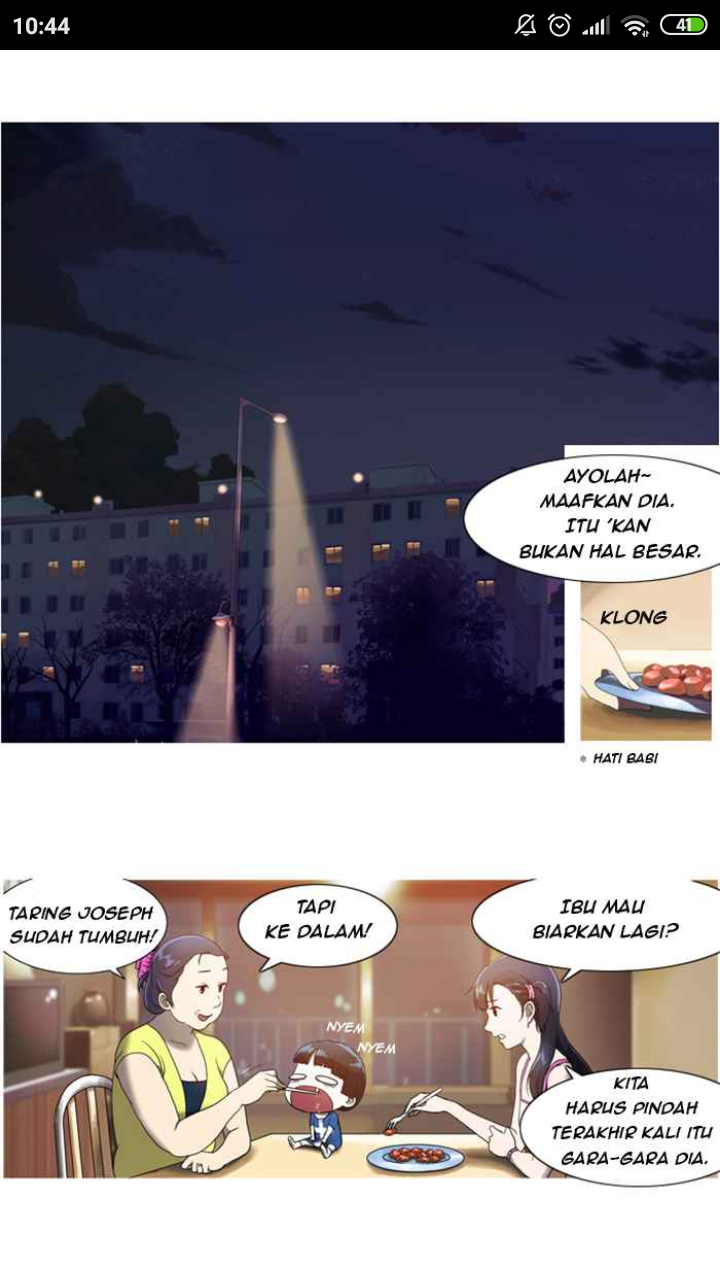 10:44
41
AYOLAH~
MAAFKAN DIA.
ITU 'KAN
BUKAN HAL BESAR.
KLONG
* HATI BABI
TARING JOSEPH
SUDAH TUMBUH!
TAPI
KE DALAM!
IBU MAU
BIARKAN LAGI?
NYEM
NYEM
KITA
HARUS PINDAH
TERAKHIR KALI ITU
GARA-GARA DIA.